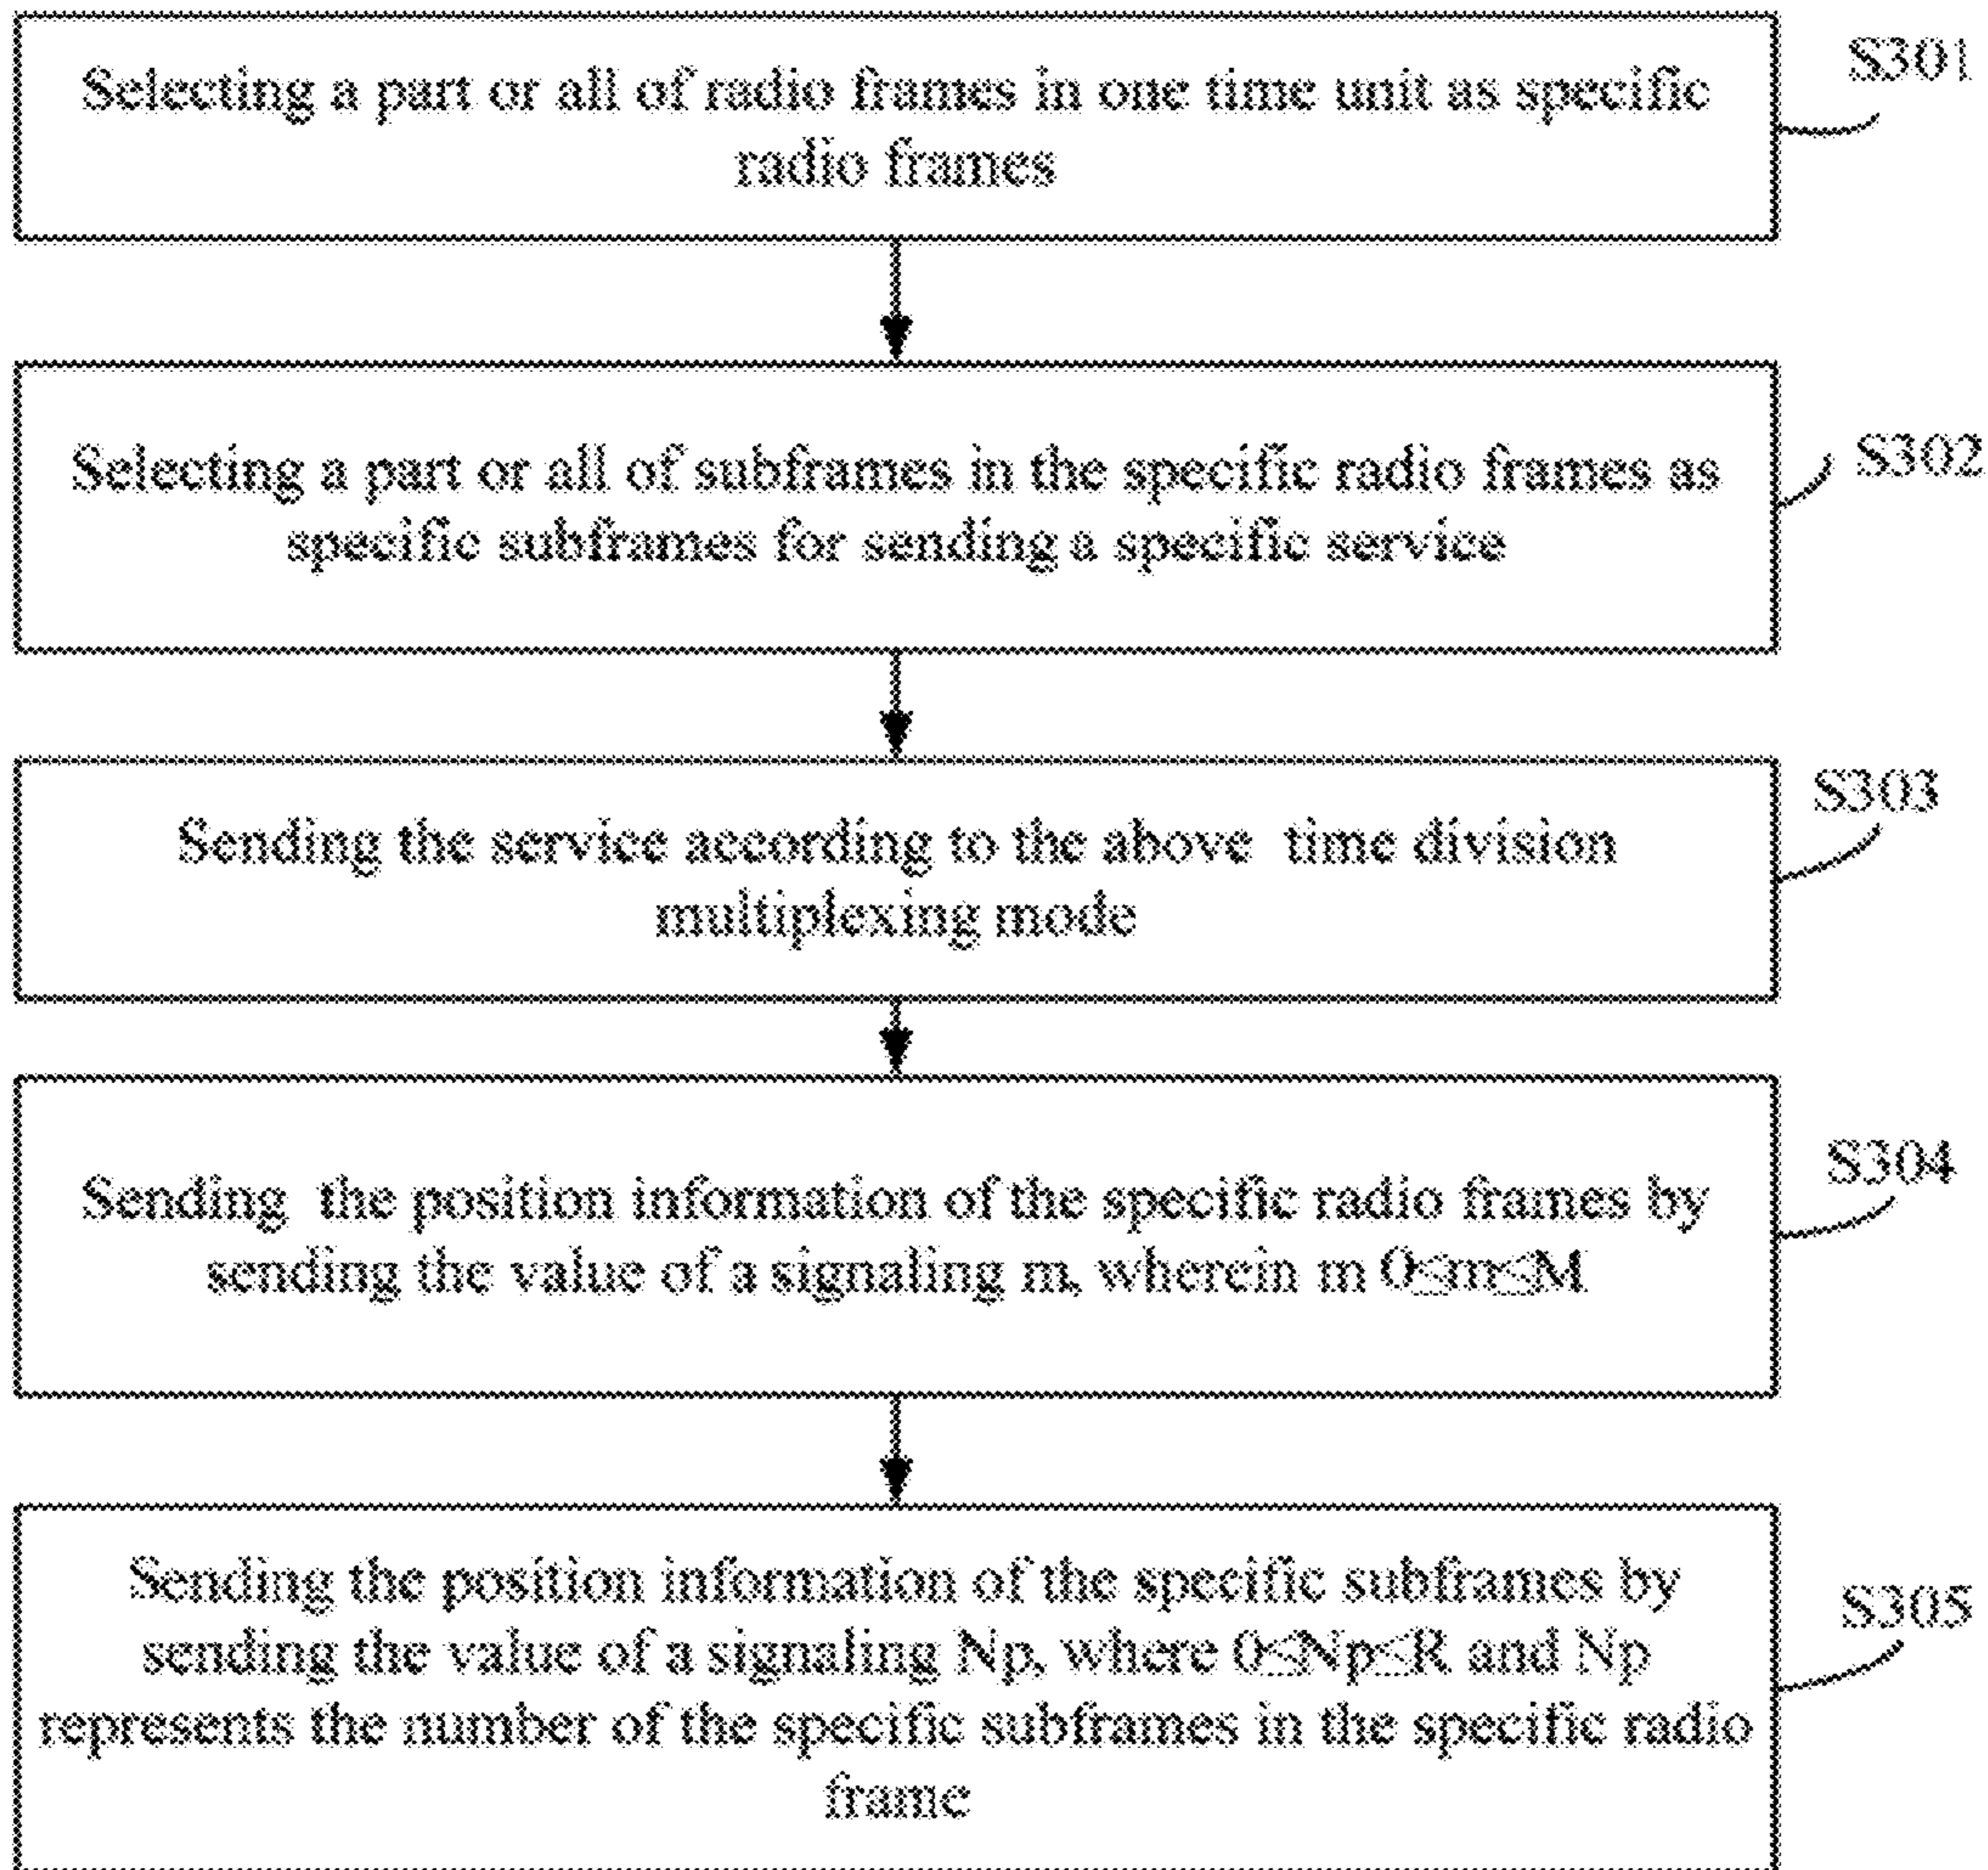 Selecting a part or all of radio frames in one time unit as specific
radio frames
S301
Selecting a part or all of subframes in the specific radio frames as
specific subframes for sending a specific service
S302
Sending the service according to the above time division
multiplexing mode
S303
Sending the position information of the specific radio frames by
sending the value of a signaling m, wherein m 0≤m≤M
S304
Sending the position information of the specific subframes by
sending the value of a signaling Np, where 0≤Np≤R and Np
represents the number of the specific subframes in the specific radio
frame
S305